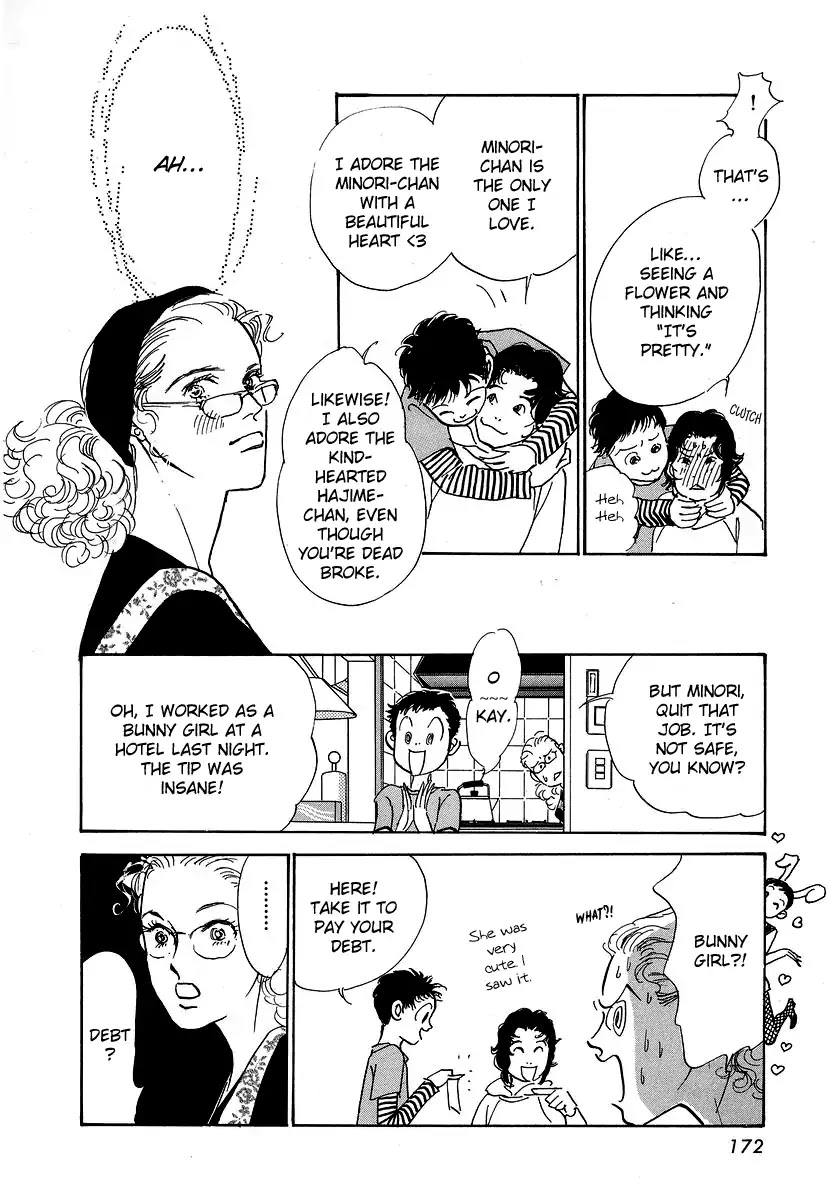 !
THAT'S
...
LIKE...
SEEING A
FLOWER AND
THINKING
"IT'S
PRETTY."
CLUTCH
Heh
Heh
MINORI-
CHAN IS
THE ONLY
ONE I
LOVE.
I ADORE THE
MINORI-CHAN
WITH A
BEAUTIFUL
HEART <3
LIKEWISE!
I ALSO
ADORE THE
KIND-
HEARTED
HAJIME-
CHAN, EVEN
THOUGH
YOU'RE DEAD
BROKE.
AH...
BUT MINORI,
QUIT THAT
JOB. IT'S
NOT SAFE,
YOU KNOW?
O
~~~
KAY.
OH, I WORKED AS A
BUNNY GIRL AT A
HOTEL LAST NIGHT.
THE TIP WAS
INSANE!
BUNNY
GIRL?!
WHAT?!
She was
very
cute. I
saw it.
HERE!
TAKE IT TO
PAY YOUR
DEBT.
........
DEBT
?
172